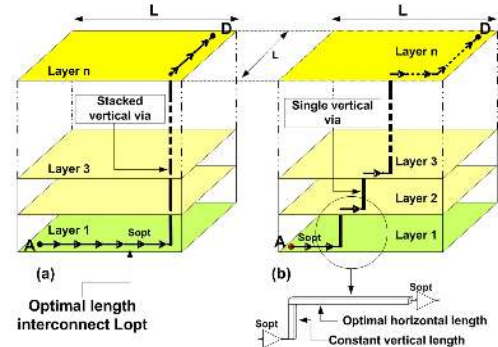 L
L
D
D
L
Layer n
Layer n
Stacked
vertical via
Single vertical
via
Layer 3
Layer 3
Layer 2
Layer 1
Sopt
A
Layer 1
Sopt
A
(a)
(b)
Optimal length
interconnect Lopt
Sopt
Sopt
Optimal horizontal length
Constant vertical length